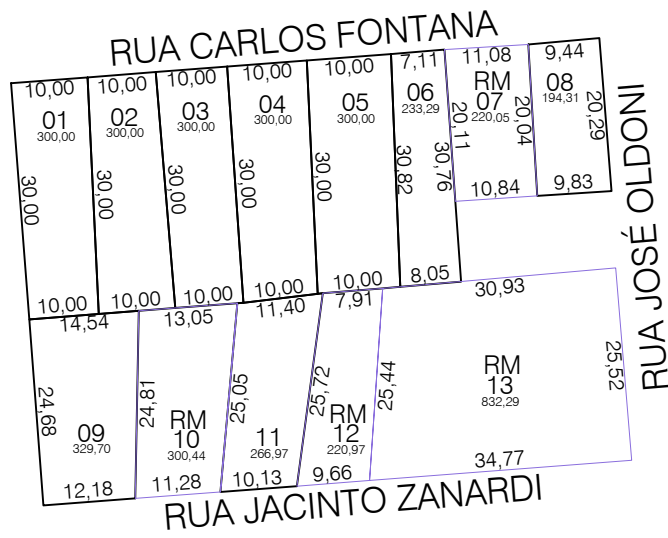 RUA CARLOS FONTANA
10,00 10,00 10,00 10,00 10,00 7,11 11,08 9,44
01
300,00
02
300,00
03
300,00
04
300,00
05
300,00
06
233,29
RM
07
220,05
08
194,31
30,00 30,00 30,00 30,00 30,00 30,82 30,76 20,11 20,04 20,29
10,84 9,83
10,00 10,00 10,00 10,00 10,00 8,05
RUA JOSÉ OLDONI
14,54 13,05 11,40 7,91 30,93
24,68 24,81 25,05 25,72 25,44 25,52
09
329,70
RM
10
300,44
11
266,97
RM
12
220,97
RM
13
832,29
12,18 11,28 10,13 9,66 34,77
RUA JACINTO ZANARDI